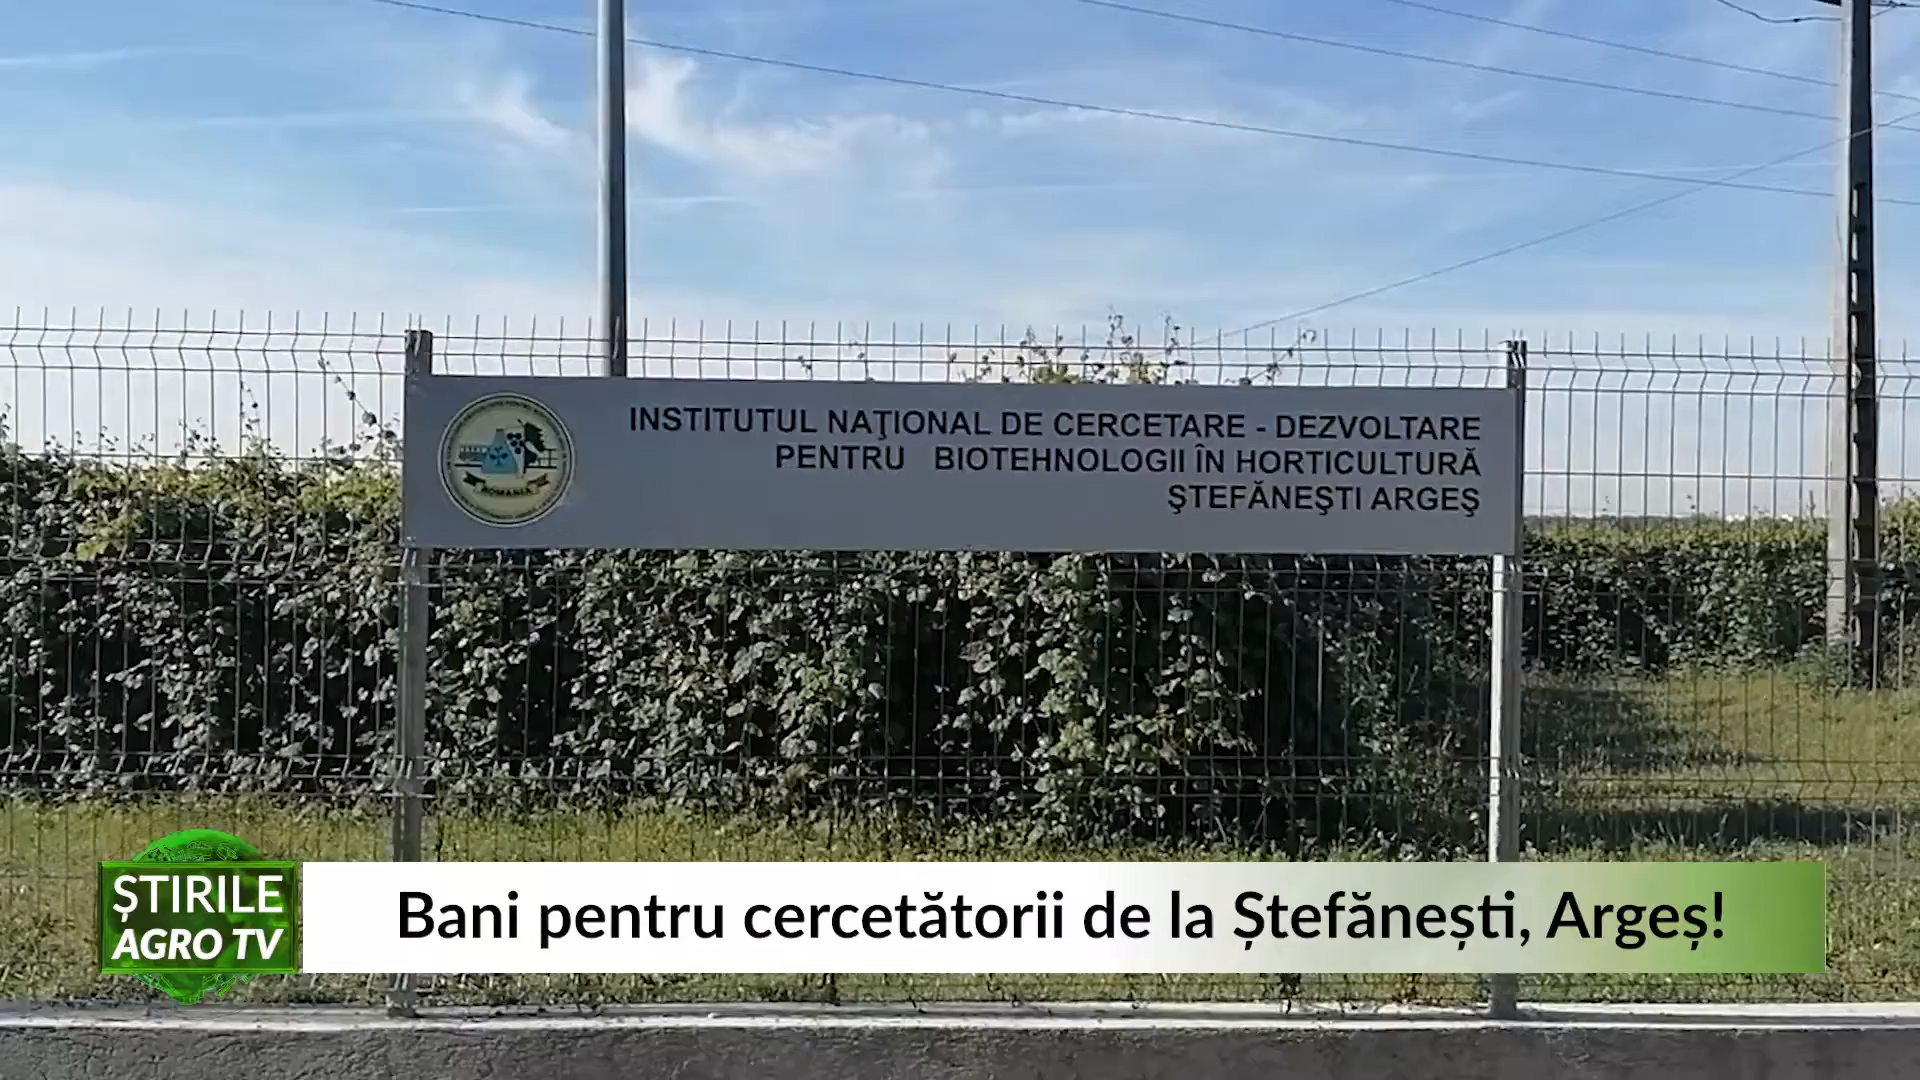 INSTITUTUL NAŢIONAL DE CERCETARE - DEZVOLTARE
PENTRU BIOTEHNOLOGII ÎN HORTICULTURĂ
ŞTEFĂNEŞTI ARGEŞ
ROMANIA
ȘTIRILE
AGRO TV
Bani pentru cercetătorii de la Ștefănești, Argeș!